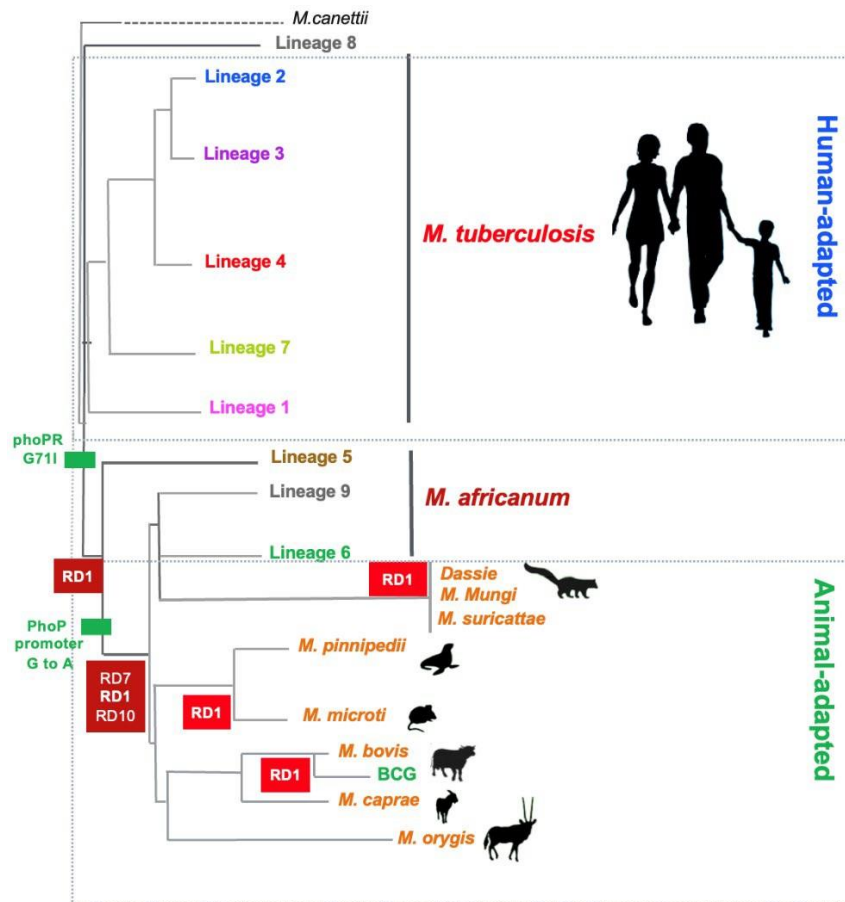 M.canettii
Lineage 8
Lineage 2
Lineage 3
Lineage 4
Lineage 7
Lineage 1
M. tuberculosis
Human-adapted
phoPR
G71I
Lineage 5
Lineage 9
Lineage 6
M. africanum
RD1
RD1
Dassie
M. Mungi
M. suricattae
PhoP
promoter
G to A
RD7
RD1
RD10
M. pinnipedii
RD1
M. microti
M. bovis
RD1
BCG
M. caprae
M. orygis
Animal-adapted